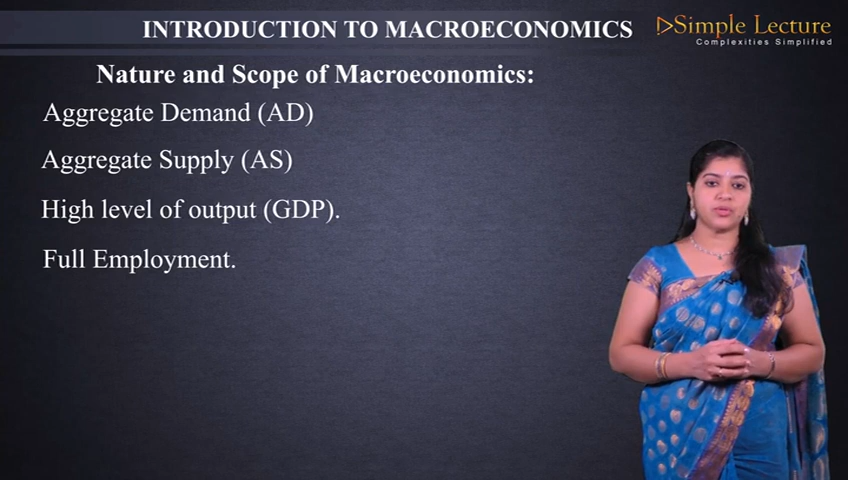 INTRODUCTION TO MACROECONOMICS
Simple Lecture
Complexities Simplified
Nature and Scope of Macroeconomics:
Aggregate Demand (AD)
Aggregate Supply (AS)
High level of output (GDP).
Full Employment.